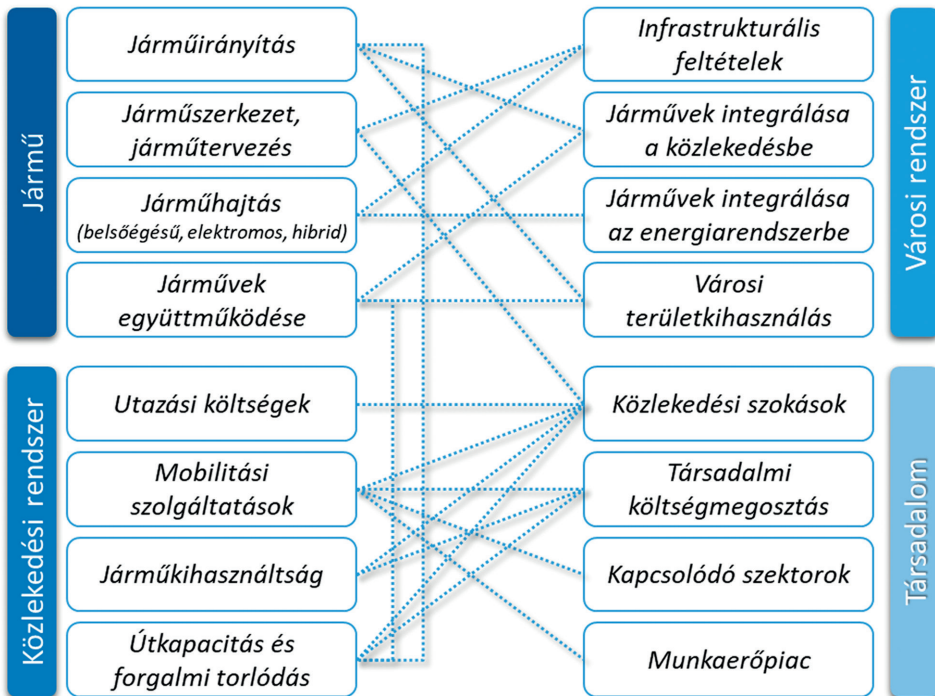 Jármű
Járműirányítás
Járműszerkezet,
járműtervezés
Járműhajtás
(belsőégésű, elektromos, hibrid)
Járművek
együttműködése
Közlekedési rendszer
Utazási költségek
Mobilitási
szolgáltatások
Járműkihasználtság
Útkapacitás és
forgalmi torlódás
Infrastrukturális
feltételek
Járművek integrálása
a közlekedésbe
Járművek integrálása
az energiarendszerbe
Városi
területkihasználás
Városi rendszer
Közlekedési szokások
Társadalmi
költségmegosztás
Kapcsolódó szektorok
Munkaerőpiac
Társadalom